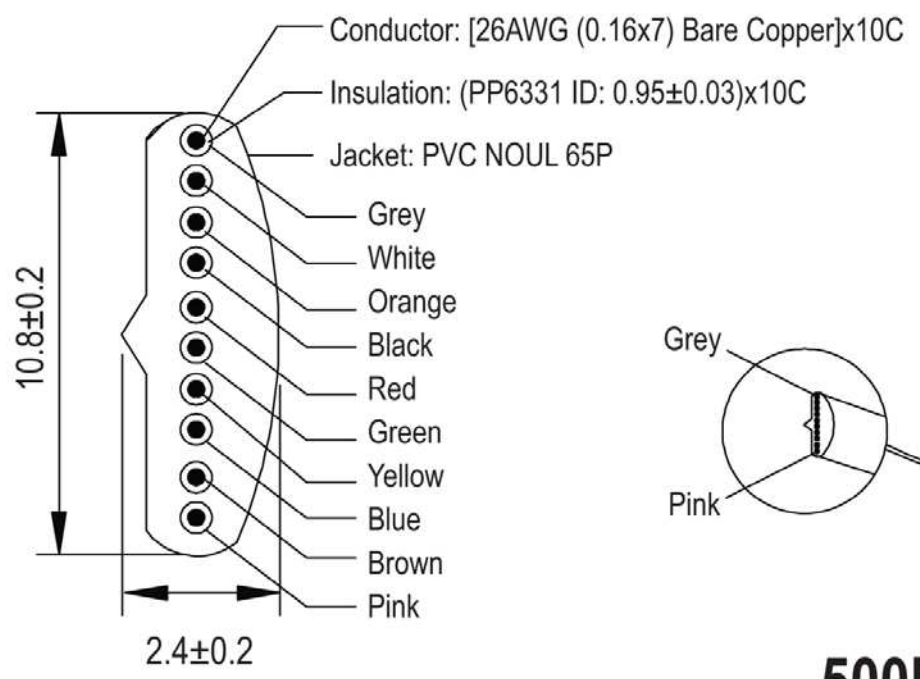 Conductor: [26AWG (0.16x7) Bare Copper]x10C
Insulation: (PP6331 ID: 0.95±0.03)x10C
Jacket: PVC NOUL 65P
Grey
White
Orange
Black
Red
Green
Yellow
Blue
Brown
Pink
10.8±0.2
2.4±0.2
Grey
Pink